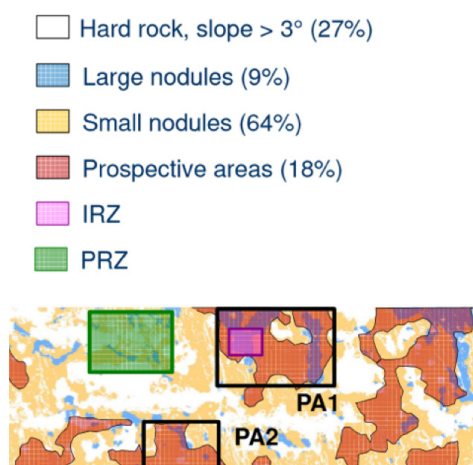 Hard rock, slope > 3° (27%)
Large nodules (9%)
Small nodules (64%)
Prospective areas (18%)
IRZ
PRZ
PA1
PA2